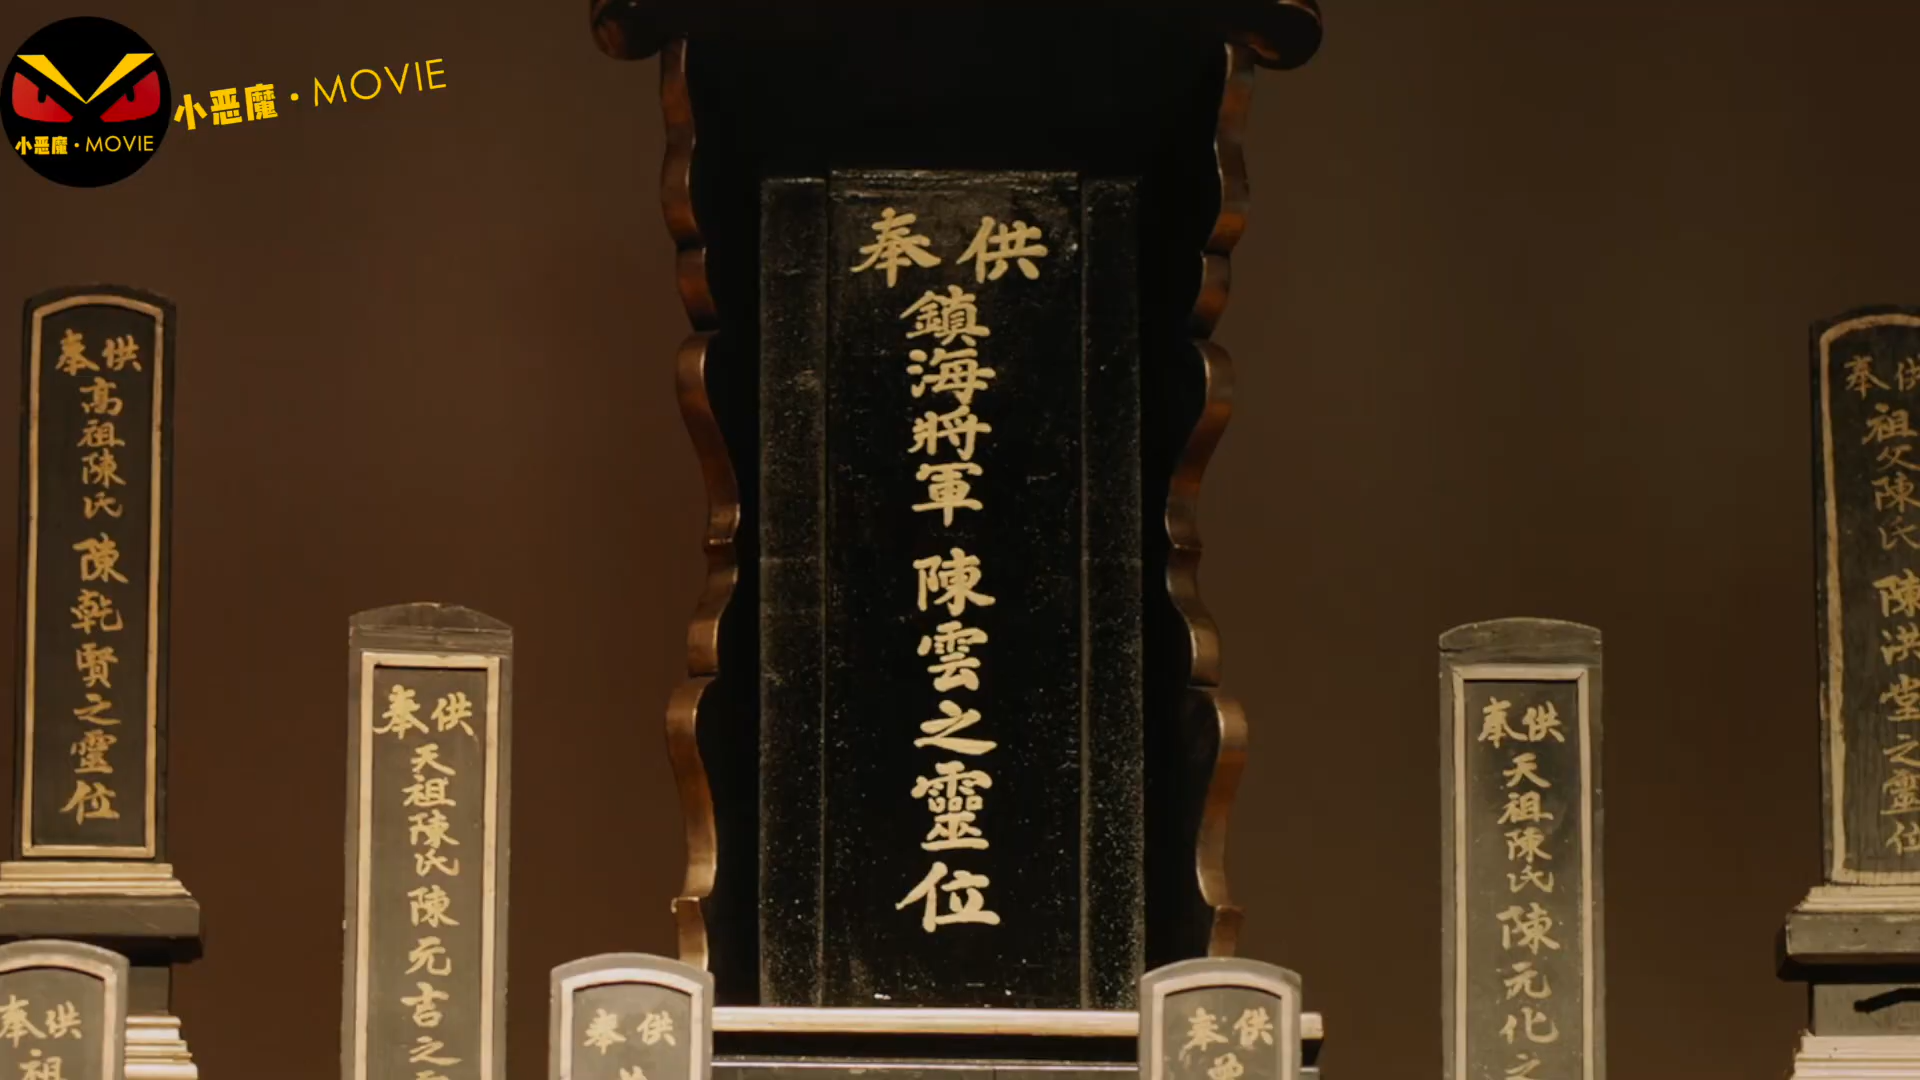 小恶魔·MOVIE
小恶魔·MOVIE
奉供
鎮海將軍 陳雲之靈位
奉供
高祖陳氏 陳乾賢之靈位
奉供
天祖陳氏陳元吉之
奉供
天祖陳氏陳元化之
奉供
祖父陳氏 陳洪堂之靈位
奉供
祖
奉供
奉供